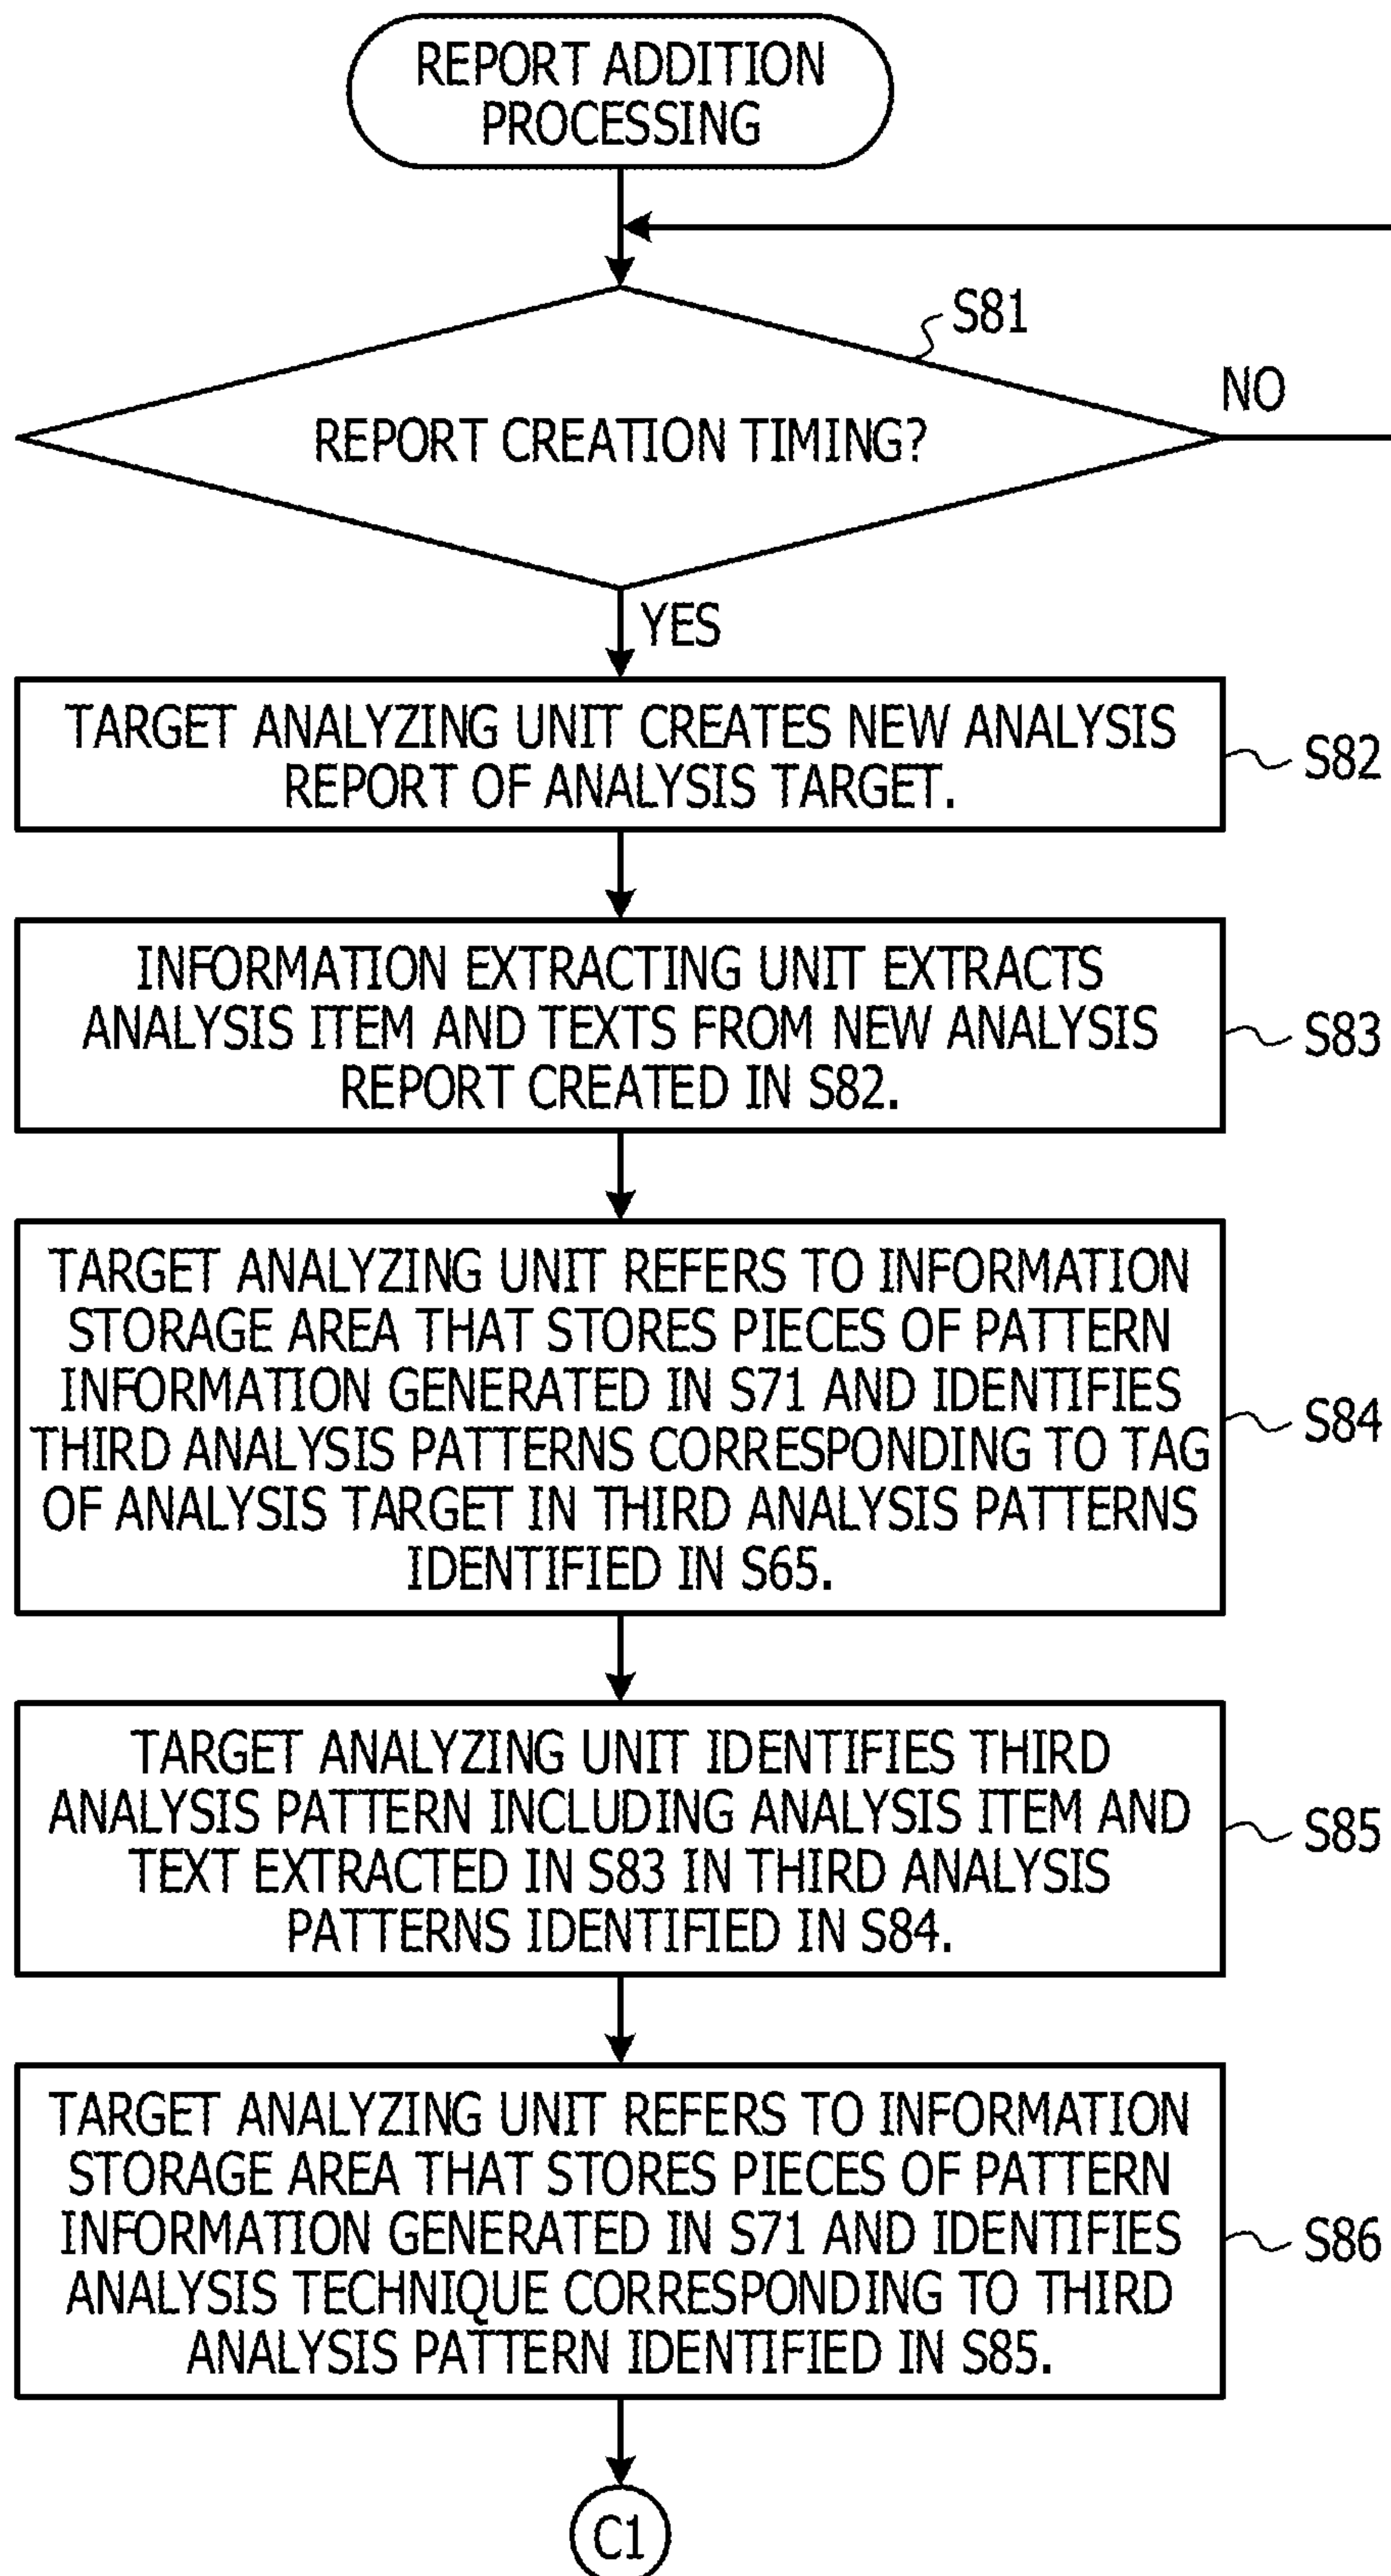 REPORT ADDITION
PROCESSING
S81
NO
REPORT CREATION TIMING?
YES
TARGET ANALYZING UNIT CREATES NEW ANALYSIS
REPORT OF ANALYSIS TARGET.
S82
INFORMATION EXTRACTING UNIT EXTRACTS
ANALYSIS ITEM AND TEXTS FROM NEW ANALYSIS
REPORT CREATED IN S82.
S83
TARGET ANALYZING UNIT REFERS TO INFORMATION
STORAGE AREA THAT STORES PIECES OF PATTERN
INFORMATION GENERATED IN S71 AND IDENTIFIES
THIRD ANALYSIS PATTERNS CORRESPONDING TO TAG
OF ANALYSIS TARGET IN THIRD ANALYSIS PATTERNS
IDENTIFIED IN S65.
S84
TARGET ANALYZING UNIT IDENTIFIES THIRD
ANALYSIS PATTERN INCLUDING ANALYSIS ITEM AND
TEXT EXTRACTED IN S83 IN THIRD ANALYSIS
PATTERNS IDENTIFIED IN S84.
S85
TARGET ANALYZING UNIT REFERS TO INFORMATION
STORAGE AREA THAT STORES PIECES OF PATTERN
INFORMATION GENERATED IN S71 AND IDENTIFIES
ANALYSIS TECHNIQUE CORRESPONDING TO THIRD
ANALYSIS PATTERN IDENTIFIED IN S85.
S86
C1